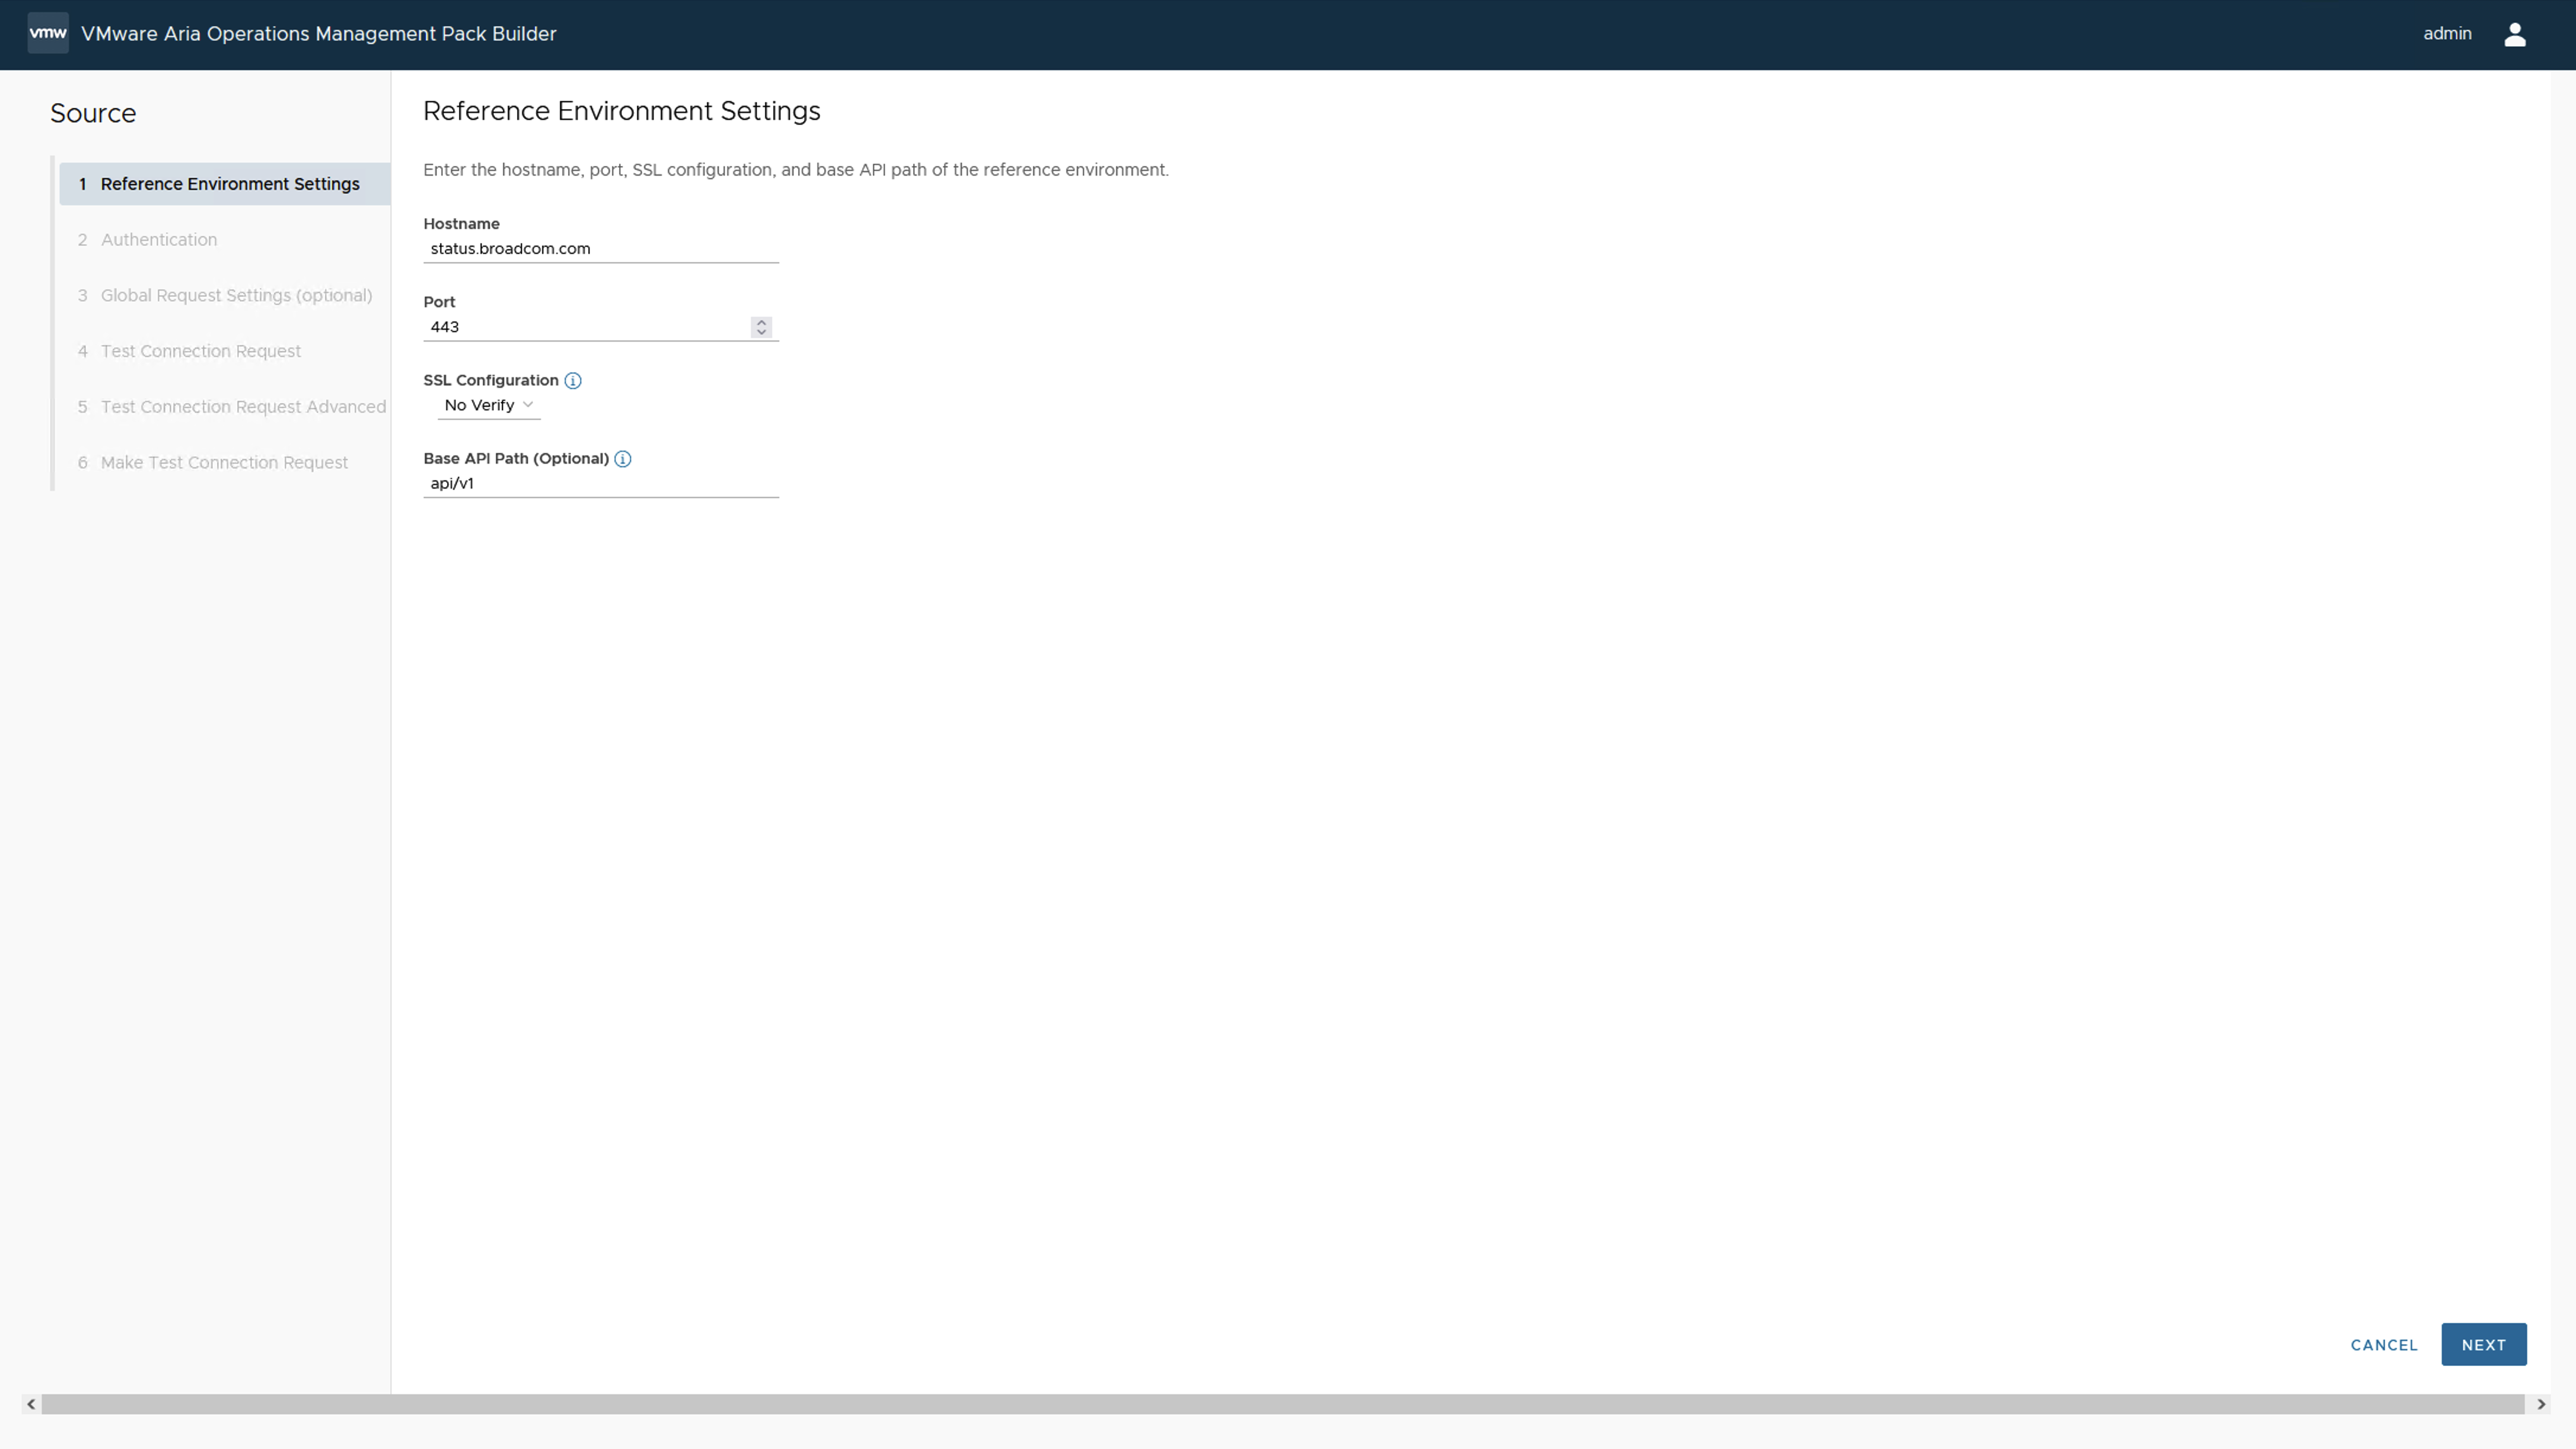 vmw VMware Aria Operations Management Pack Builder
admin
Source
1 Reference Environment Settings
2 Authentication
3 Global Request Settings (optional)
4 Test Connection Request
5 Test Connection Request Advanced
6 Make Test Connection Request
Reference Environment Settings
Enter the hostname, port, SSL configuration, and base API path of the reference environment.
Hostname
status.broadcom.com
Port
443
SSL Configuration
No Verify
Base API Path (Optional)
api/v1
CANCEL
NEXT